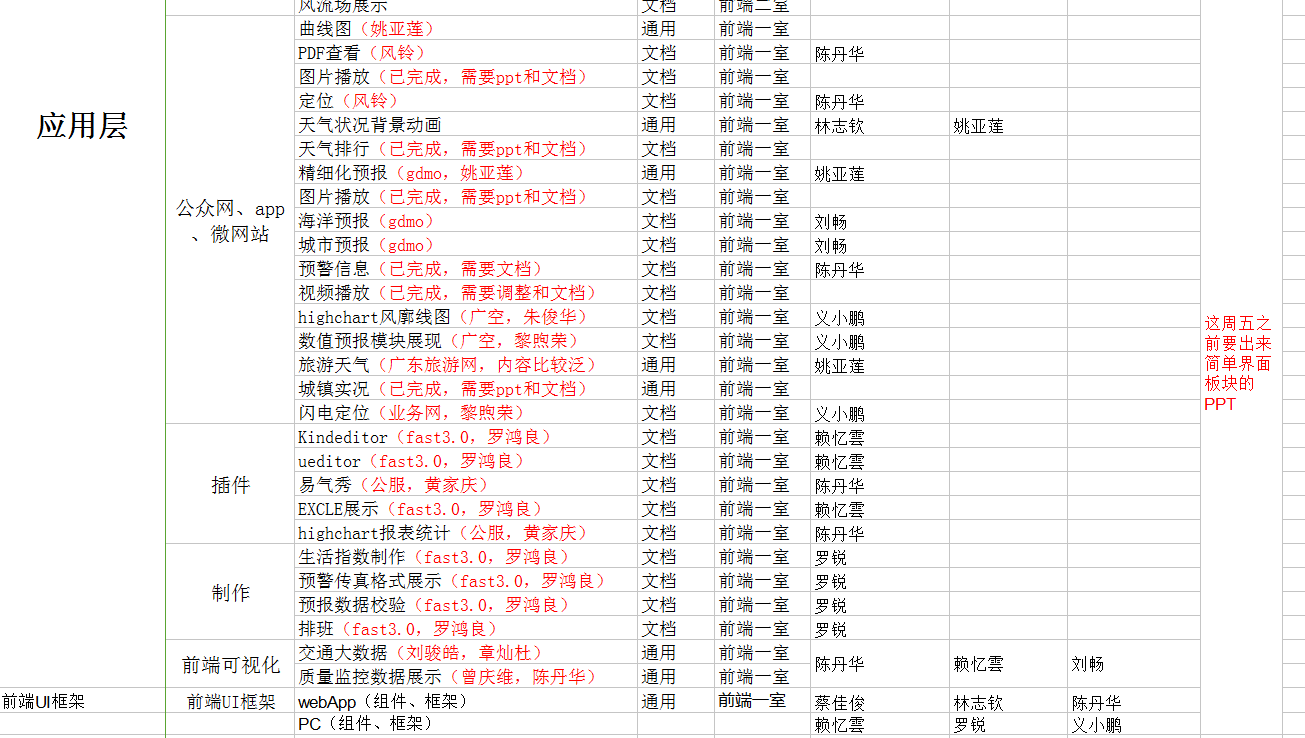 风流场展示 文档 前端二室
曲线图（姚亚莲） 通用 前端一室
PDF查看（风铃） 文档 前端一室 陈丹华
图片播放（已完成，需要ppt和文档） 文档 前端一室
定位（风铃） 文档 前端一室 陈丹华
应用层
天气状况背景动画 通用 前端一室 林志钦 姚亚莲
天气排行（已完成，需要ppt和文档） 文档 前端一室
精细化预报（gdmo，姚亚莲） 通用 前端一室 姚亚莲
图片播放（已完成，需要ppt和文档） 文档 前端一室
公众网、app
、微网站
海洋预报（gdmo） 文档 前端一室 刘畅
城市预报（gdmo） 文档 前端一室 刘畅
预警信息（已完成，需要文档） 文档 前端一室 陈丹华
视频播放（已完成，需要调整和文档） 文档 前端一室
highchart风廓线图（广空，朱俊华） 文档 前端一室 义小鹏
数值预报模块展现（广空，黎煦荣） 文档 前端一室 义小鹏
旅游天气（广东旅游网，内容比较泛） 通用 前端一室 姚亚莲
城镇实况（已完成，需要ppt和文档） 通用 前端一室
闪电定位（业务网，黎煦荣） 文档 前端一室 义小鹏
这周五之
前要出来
简单界面
板块的
PPT
插件
Kindeditor（fast3.0，罗鸿良） 文档 前端一室 赖忆雲
ueditor（fast3.0，罗鸿良） 文档 前端一室 赖忆雲
易气秀（公服，黄家庆） 文档 前端一室 陈丹华
EXCLE展示（fast3.0，罗鸿良） 文档 前端一室 赖忆雲
highchart报表统计（公服，黄家庆） 文档 前端一室 陈丹华
制作
生活指数制作（fast3.0，罗鸿良） 文档 前端一室 罗锐
预警传真格式展示（fast3.0，罗鸿良） 文档 前端一室 罗锐
预报数据校验（fast3.0，罗鸿良） 文档 前端一室 罗锐
排班（fast3.0，罗鸿良） 文档 前端一室 罗锐
前端可视化
交通大数据（刘骏皓，章灿杜） 通用 前端一室
陈丹华 赖忆雲 刘畅
质量监控数据展示（曾庆维，陈丹华） 通用 前端一室
前端UI框架 前端UI框架 webApp（组件、框架） 通用 前端一室 蔡佳俊 林志钦 陈丹华
PC（组件、框架） 赖忆雲 罗锐 义小鹏